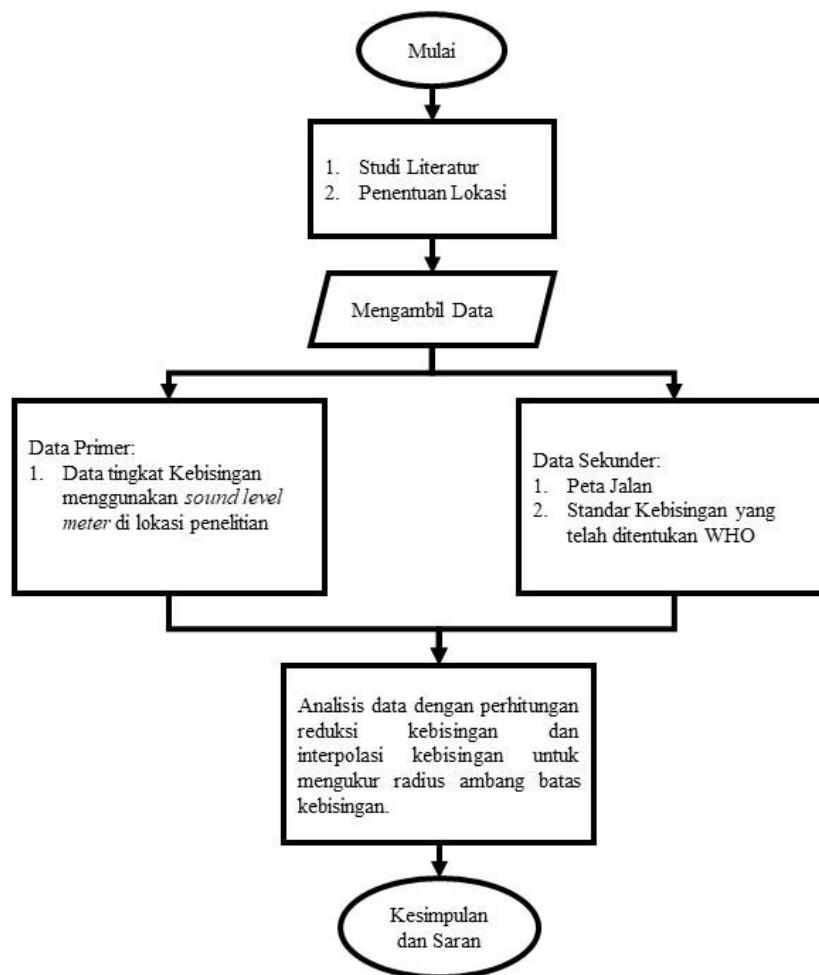 Mulai
1. Studi Literatur
2. Penentuan Lokasi
Mengambil Data
Data Primer:
1. Data tingkat Kebisingan
menggunakan sound level
meter di lokasi penelitian
Data Sekunder:
1. Peta Jalan
2. Standar Kebisingan yang
telah ditentukan WHO
Analisis data dengan perhitungan
reduksi kebisingan dan
interpolasi kebisingan untuk
mengukur radius ambang batas
kebisingan.
Kesimpulan
dan Saran